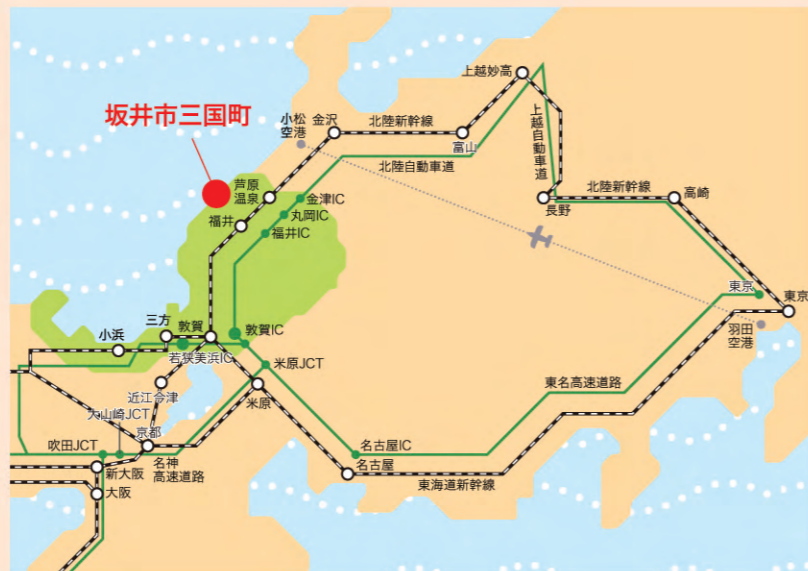 上越妙高
坂井市三国町
小松
空港
金沢
北陸新幹線
富山
上越自動車道
北陸自動車道
芦原
温泉
金津IC
丸岡IC
福井
福井IC
長野
北陸新幹線
高崎
東京
東京
羽田
空港
三方
敦賀
敦賀IC
小浜
若狭美浜IC
米原JCT
近江今津
米原
東名高速道路
大山崎JCT
京都
吹田JCT
名神
高速道路
新大阪
大阪
名古屋IC
名古屋
東海道新幹線